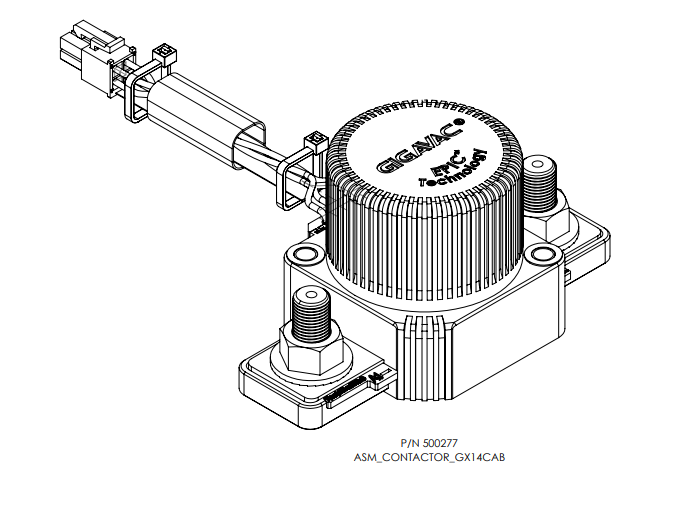 GIGAVAC®
EPIC®
Technology
P/N 500277
ASM_CONTACTOR_GX14CAB